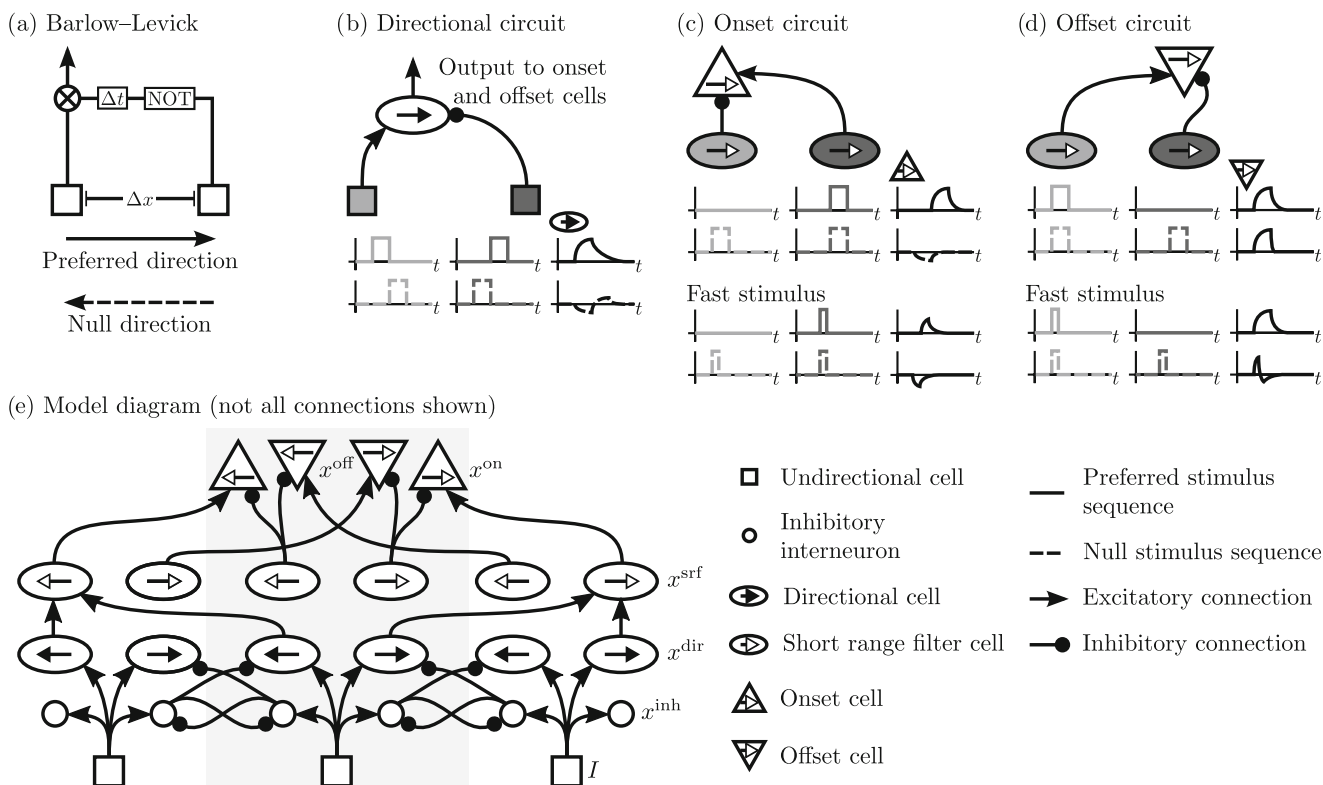 (a) Barlow–Levick
Δt
NOT
Δx
Preferred direction
Null direction
(b) Directional circuit
Output to onset
and offset cells
t
t
t
t
t
t
(c) Onset circuit
t
t
t
t
t
t
Fast stimulus
t
t
t
t
t
t
(d) Offset circuit
t
t
t
t
t
t
Fast stimulus
t
t
t
t
t
t
(e) Model diagram (not all connections shown)
x^off
x^on
x^srf
x^dir
x^inh
I
Undirectional cell
Inhibitory
interneuron
Directional cell
Short range filter cell
Onset cell
Offset cell
Preferred stimulus
sequence
Null stimulus sequence
Excitatory connection
Inhibitory connection